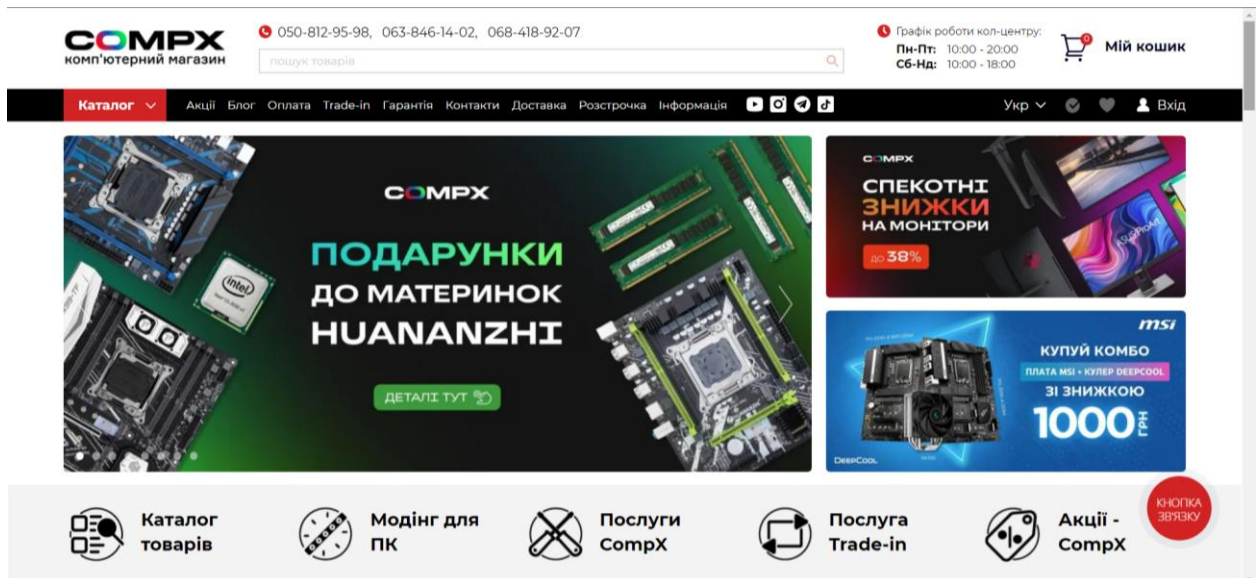 COMPX
комп'ютерний магазин
050-812-95-98, 063-846-14-02, 068-418-92-07
пошук товарів
Графік роботи кол-центру:
Пн-Пт: 10:00 - 20:00
Сб-Нд: 10:00 - 18:00
0
Мій кошик
Каталог
Акції Блог Оплата Trade-in Гарантія Контакти Доставка Розстрочка Інформація
Укр
Вхід
COMPX
ПОДАРУНКИ
ДО МАТЕРИНОК
HUANANZHI
ДЕТАЛІ ТУТ
intel
COMPX
СПЕКОТНІ
ЗНИЖКИ
НА МОНІТОРИ
ДО 38%
ASUS ProArt
msi
КУПУЙ КОМБО
ПЛАТА MSI + КУЛЕР DEEPCOOL
ЗІ ЗНИЖКОЮ
1000 ГРН
DEEPCOOL
Каталог
товарів
Модінг для
ПК
Послуги
CompX
Послуга
Trade-in
Акції -
CompX
КНОПКА
ЗВ'ЯЗКУ